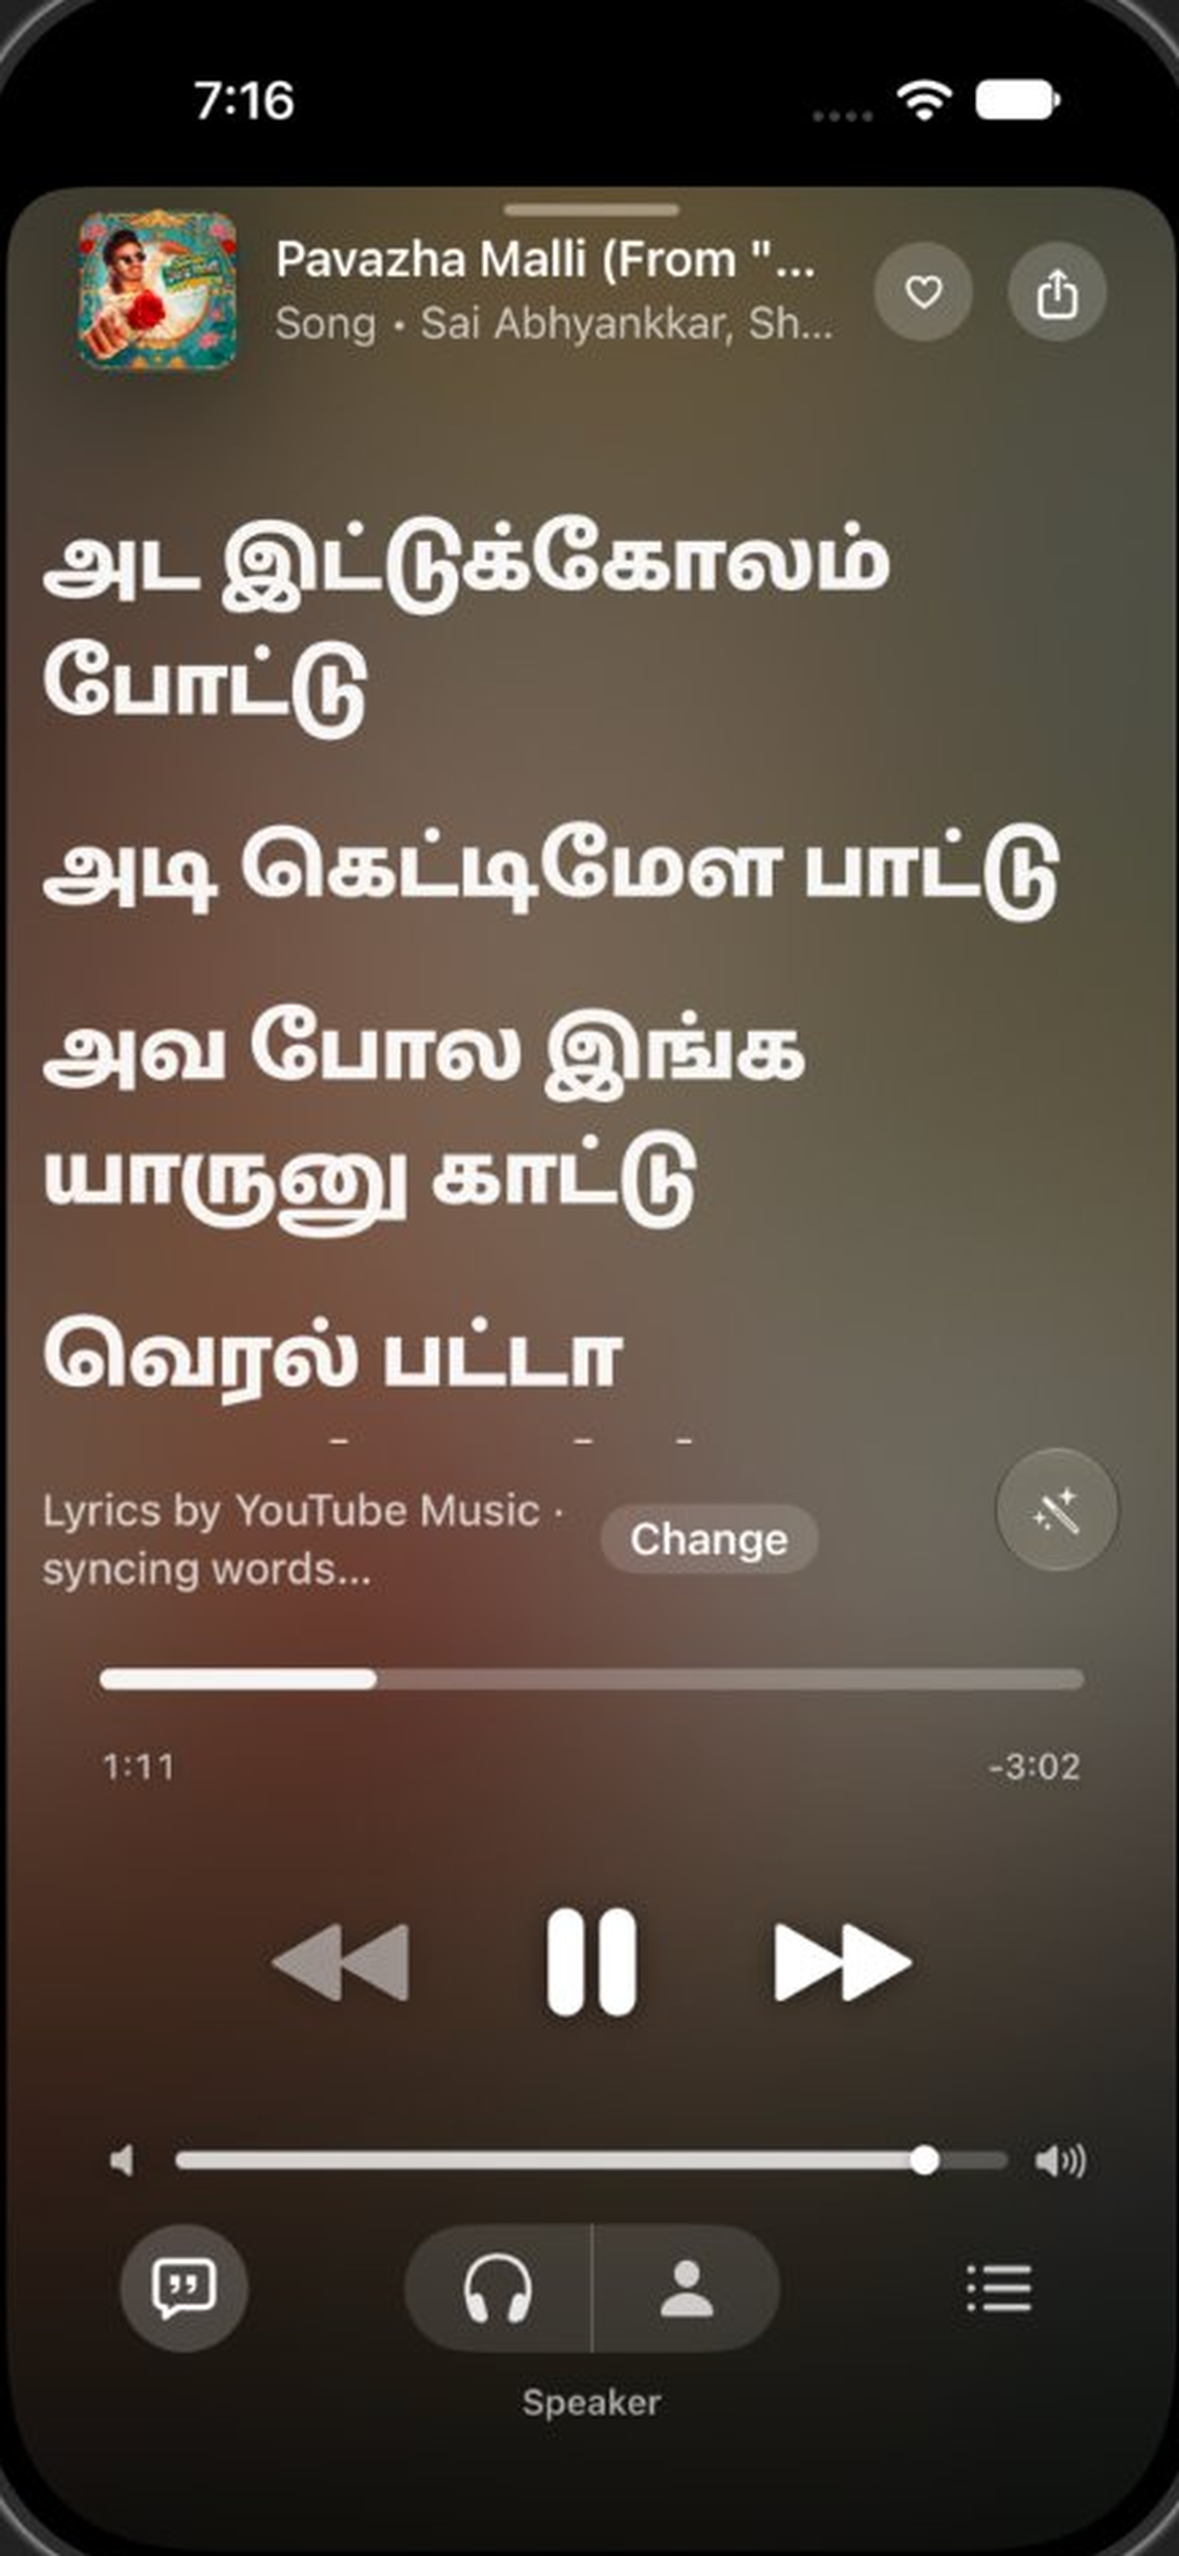 7:16
Pavazha Malli (From "...
Song • Sai Abhyankkar, Sh...
அட இட்டுக்கோலம்
போட்டு
அடி கெட்டிமேள பாட்டு
அவ போல இங்க
யாருனு காட்டு
வெரல் பட்டா
Lyrics by YouTube Music ·
syncing words...
Change
1:11
-3:02
Speaker